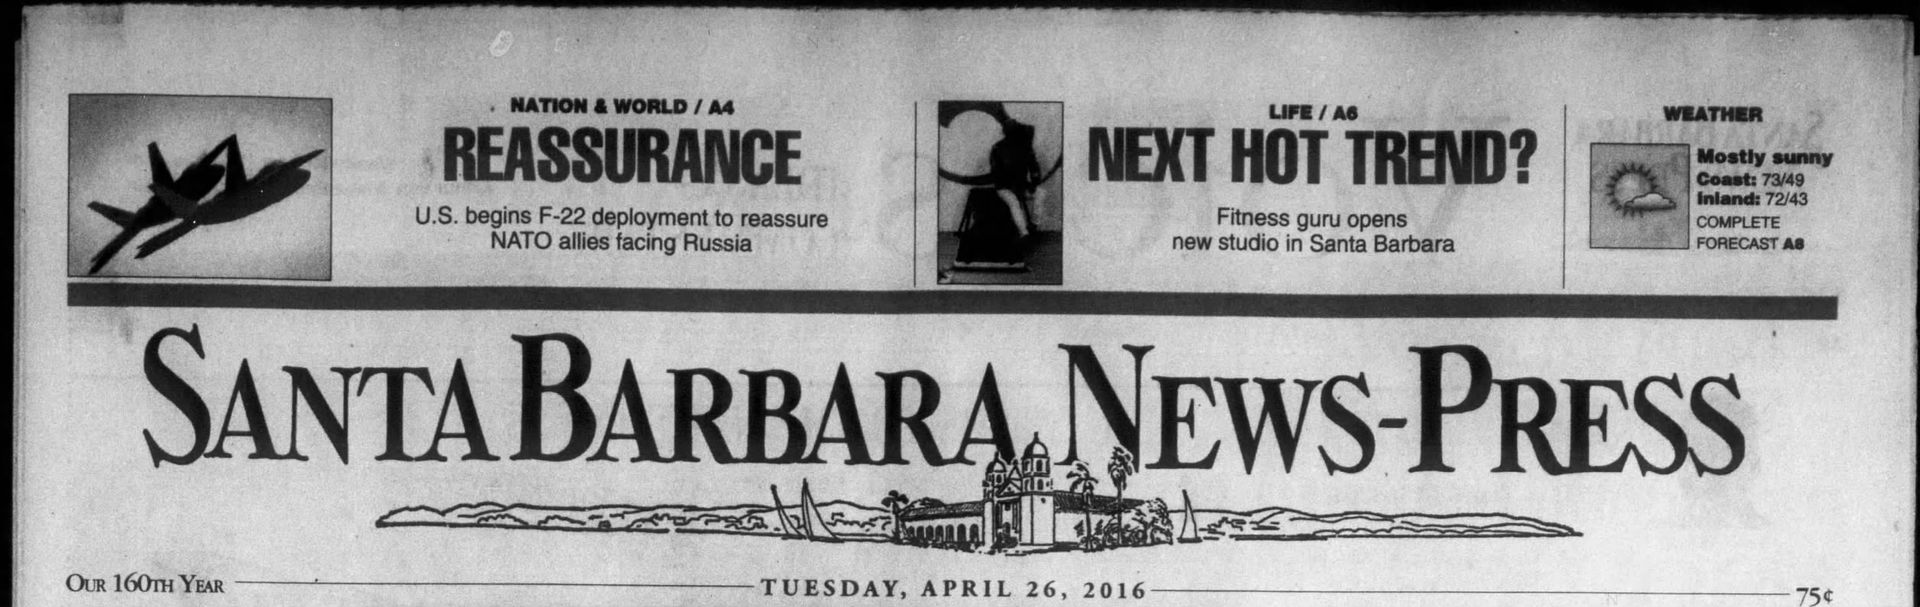 NATION & WORLD / A4
REASSURANCE
U.S. begins F-22 deployment to reassure
NATO allies facing Russia
LIFE / A6
NEXT HOT TREND?
Fitness guru opens
new studio in Santa Barbara
WEATHER
Mostly sunny
Coast: 73/49
Inland: 72/43
COMPLETE
FORECAST A8
SANTA BARBARA NEWS-PRESS
OUR 160TH YEAR
TUESDAY, APRIL 26, 2016
75¢